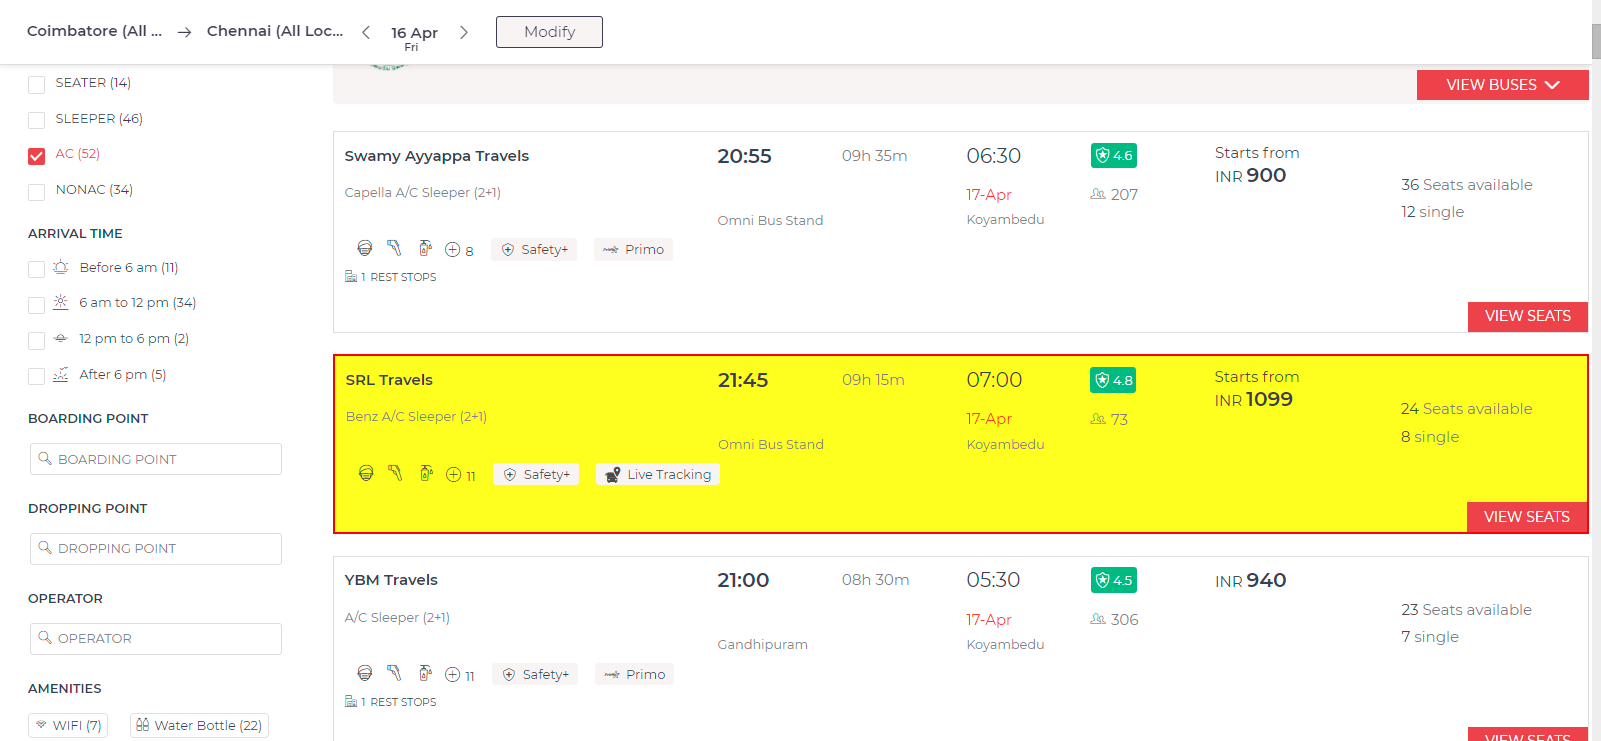 Coimbatore (All ... → Chennai (All Loc... < 16 Apr > Modify
Fri
SEATER (14)
SLEEPER (46)
AC (52)
NONAC (34)
ARRIVAL TIME
Before 6 am (11)
6 am to 12 pm (34)
12 pm to 6 pm (2)
After 6 pm (5)
BOARDING POINT
BOARDING POINT
DROPPING POINT
DROPPING POINT
OPERATOR
OPERATOR
AMENITIES
WIFI (7) Water Bottle (22)
VIEW BUSES
Swamy Ayyappa Travels 20:55 09h 35m 06:30 4.6 Starts from
INR 900
Capella A/C Sleeper (2+1) 17-Apr 207 36 Seats available
Omni Bus Stand Koyambedu 12 single
8 Safety+ Primo
1 REST STOPS
VIEW SEATS
SRL Travels 21:45 09h 15m 07:00 4.8 Starts from
INR 1099
Benz A/C Sleeper (2+1) 17-Apr 73 24 Seats available
Omni Bus Stand Koyambedu 8 single
11 Safety+ Live Tracking
VIEW SEATS
YBM Travels 21:00 08h 30m 05:30 4.5 INR 940
A/C Sleeper (2+1) 17-Apr 306 23 Seats available
Gandhipuram Koyambedu 7 single
11 Safety+ Primo
1 REST STOPS
VIEW SEATS